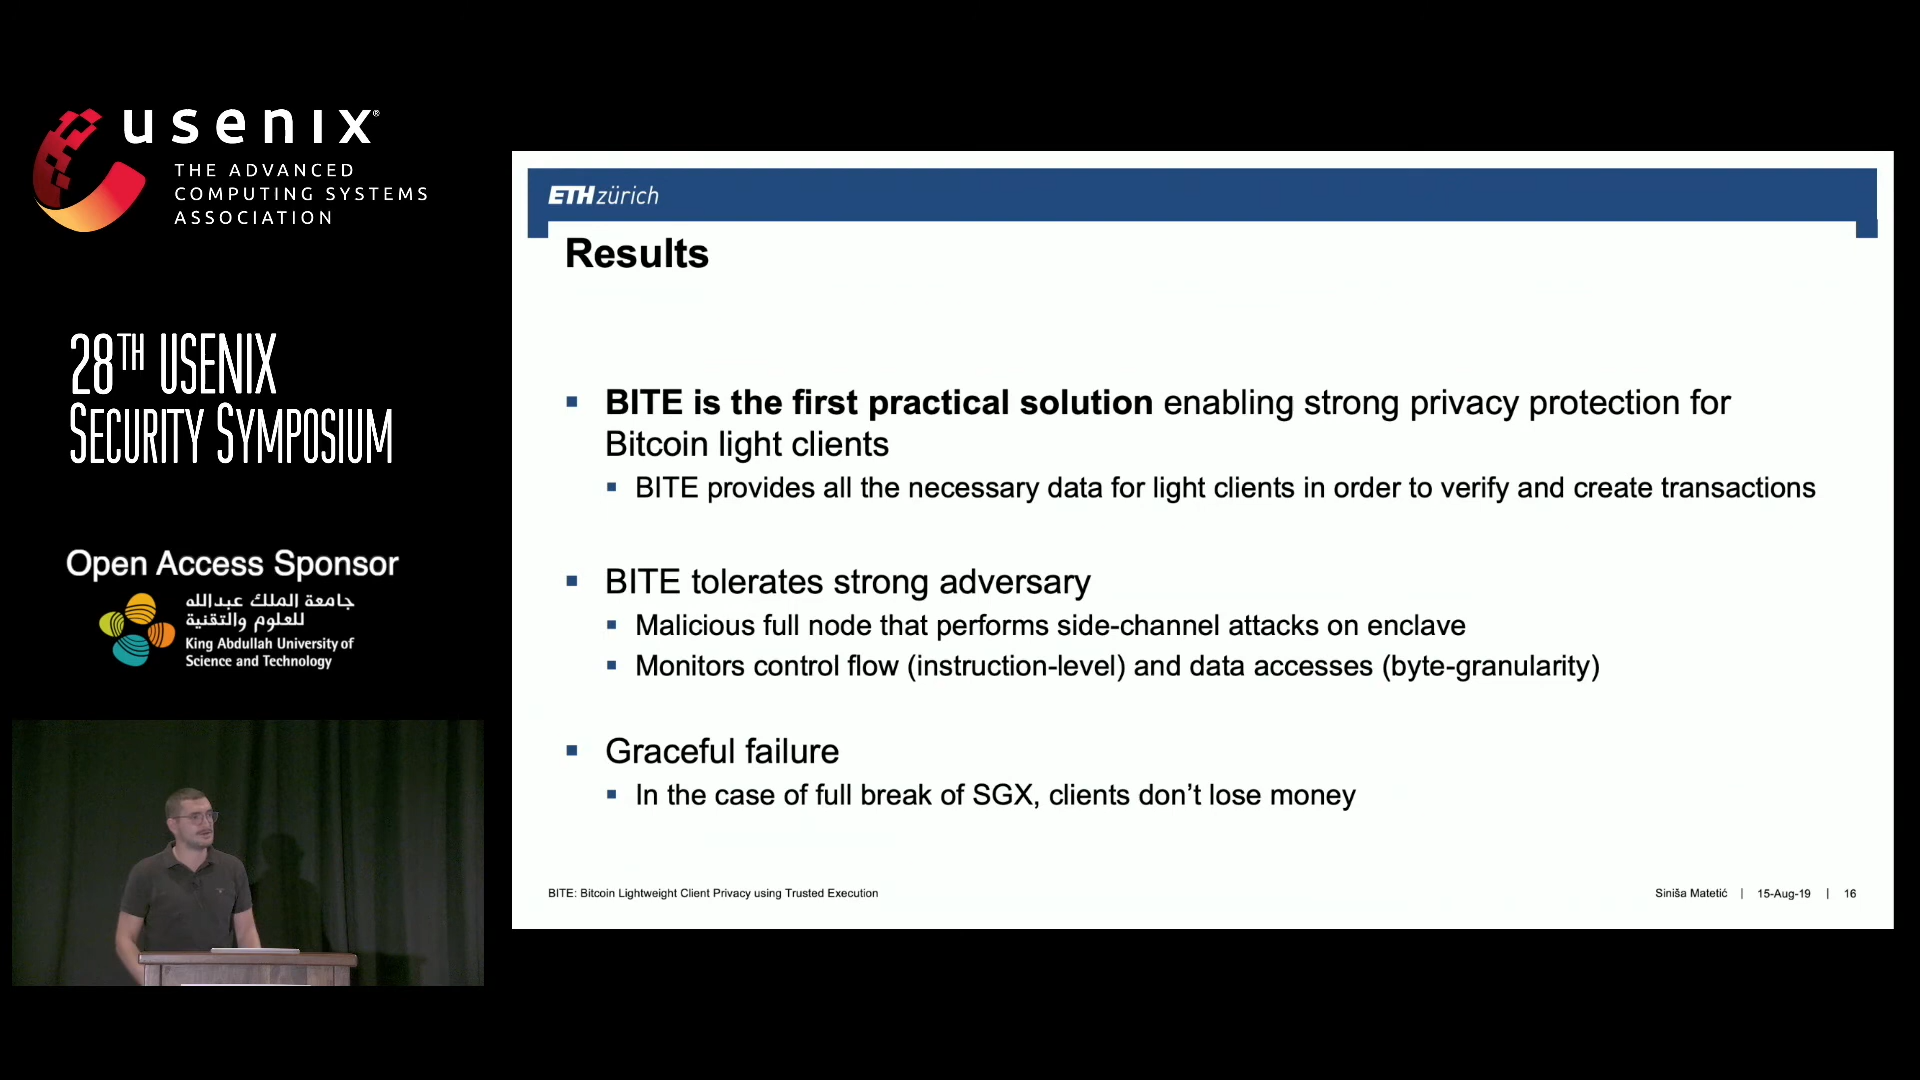 usenix®
THE ADVANCED
COMPUTING SYSTEMS
ASSOCIATION
28TH USENIX
SECURITY SYMPOSIUM
Open Access Sponsor
جامعة الملك عبدالله
للعلوم والتقنية
King Abdullah University of
Science and Technology
ETH zürich
Results
BITE is the first practical solution enabling strong privacy protection for
Bitcoin light clients
BITE provides all the necessary data for light clients in order to verify and create transactions
BITE tolerates strong adversary
Malicious full node that performs side-channel attacks on enclave
Monitors control flow (instruction-level) and data accesses (byte-granularity)
Graceful failure
In the case of full break of SGX, clients don’t lose money
BITE: Bitcoin Lightweight Client Privacy using Trusted Execution
Siniša Matetić | 15-Aug-19 | 16